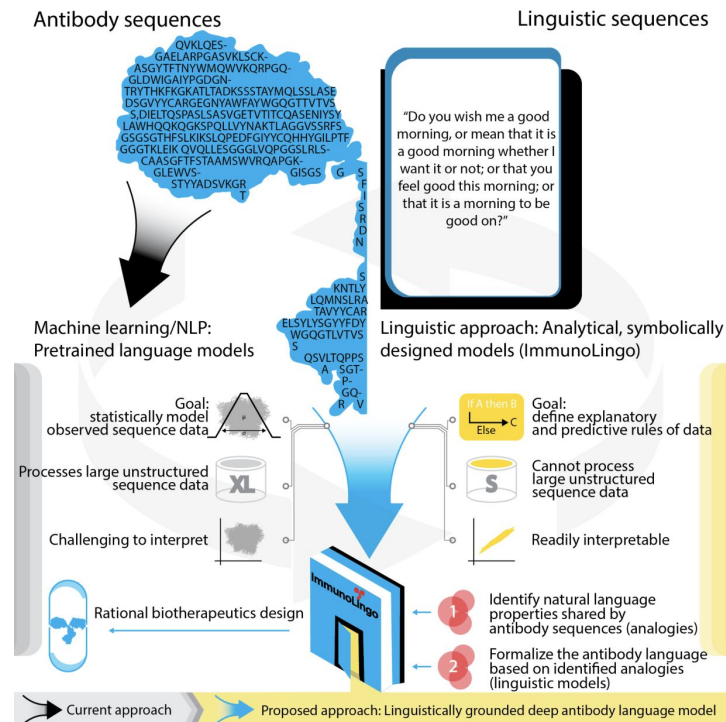 Antibody sequences
Linguistic sequences
QVKLQES-
GAELARPGASVKLSCK-
ASGYTFTNYWMQWVKQRPGQ-
GLDWIGAIYPGDGN-
TRYTHKFKGKATLTADKSSSTAYMQLSSLASE
DSGVYYCARGEGNYAWFAYWGQGTTVTVS
S,DIELTQSPASLSASVGETVTITCQASENIYSY
LAWHQQKQGKSPQLLVYNAKTLAGGVSSRFS
GSGSGTHFSLKIKSLQPEDFGIYYCQHHYGILPTF
GGGTKLEIK QVQLLESGGGLVQPGGSLRLS-
CAASGFTFSTAAMSWVRQAPGK-
GLEWVS-
GISGS G
STYYADSVKGR
T
S
F
I
S
R
D
N
S
KNTLY
LQMNSLRA
TAVYYCAR
ELSYLYSGYYFDY
WGQGTLVTVS
S
QSVLTQPPS
A SGT-
P-
GQ-
R V
“Do you wish me a good
morning, or mean that it is
a good morning whether I
want it or not; or that you
feel good this morning; or
that it is a morning to be
good on?”
Machine learning/NLP:
Pretrained language models
Linguistic approach: Analytical, symbolically
designed models (ImmunoLingo)
Goal:
statistically model
observed sequence data
If A then B
Else
C
Goal:
define explanatory
and predictive rules of data
Processes large unstructured
sequence data
XL
S
Cannot process
large unstructured
sequence data
Challenging to interpret
Readily interpretable
ImmunoLingo
Rational biotherapeutics design
1
Identify natural language
properties shared by
antibody sequences (analogies)
2
Formalize the antibody language
based on identified analogies
(linguistic models)
Current approach
Proposed approach: Linguistically grounded deep antibody language model